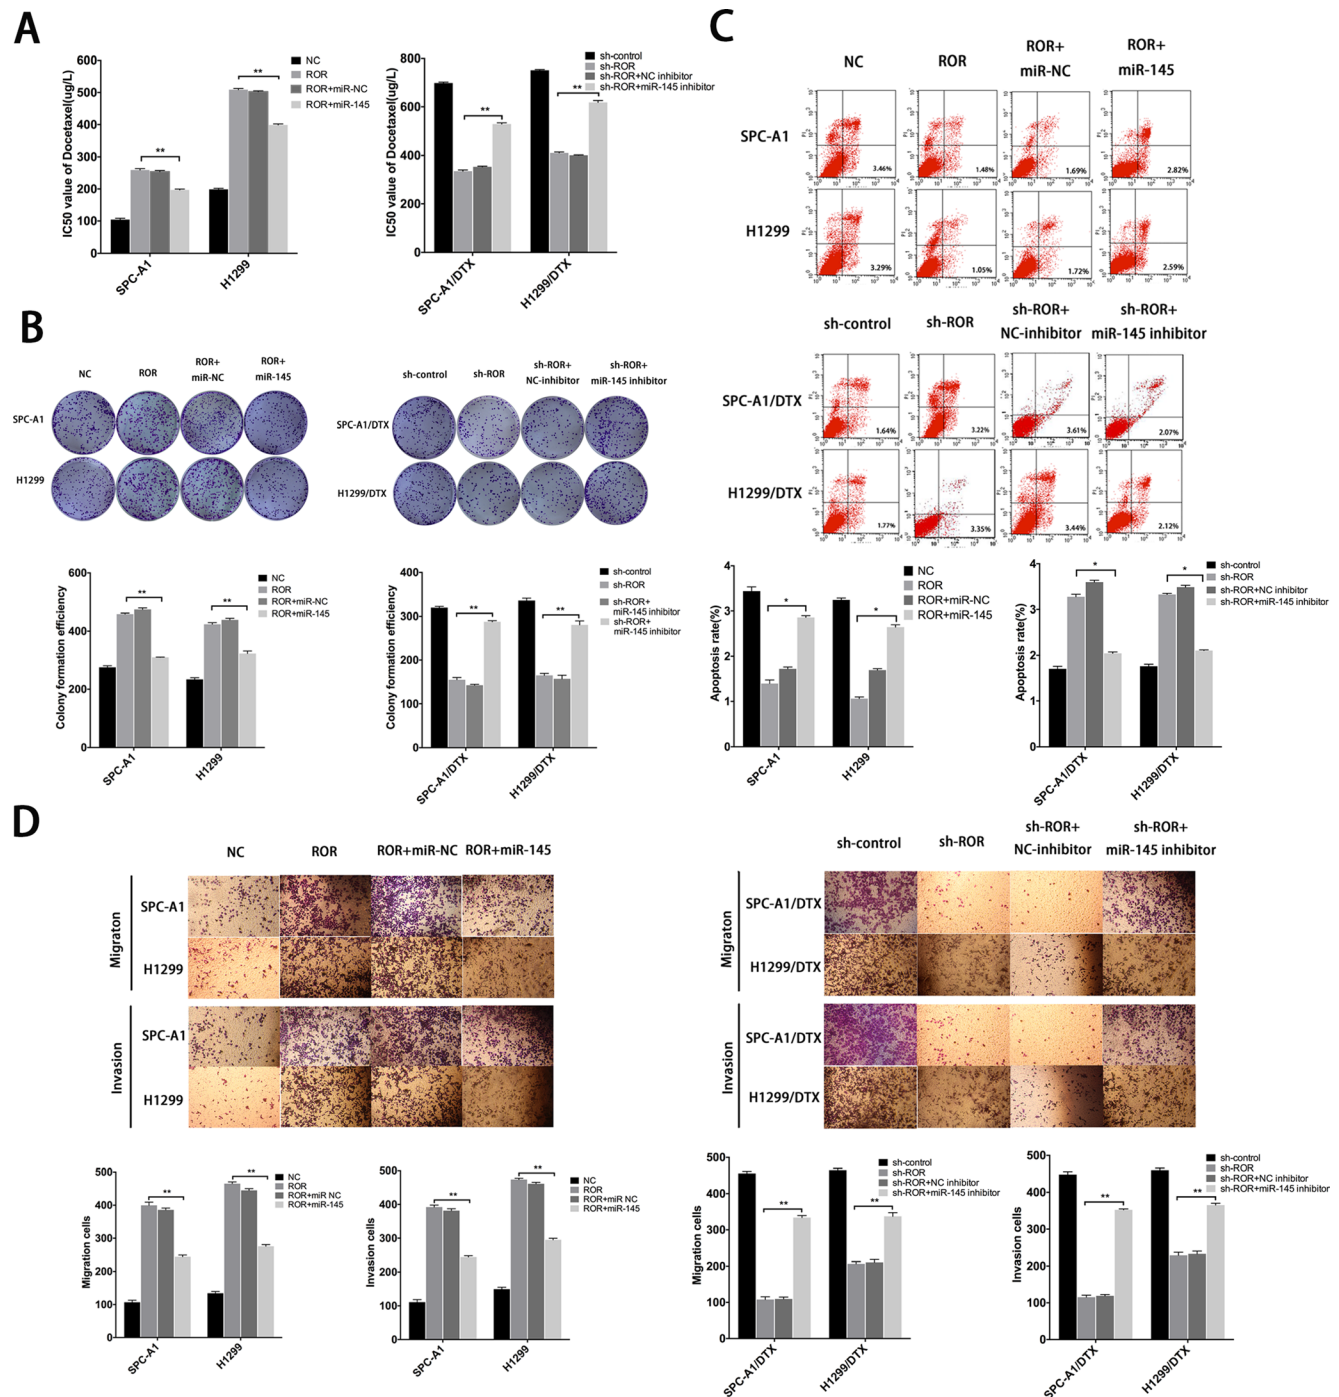 A
IC50 value of Docetaxel(ug/L)
600
500
400
300
200
100
0
**
**
SPC-A1
H1299
NC
ROR
ROR+miR-NC
ROR+miR-145
IC50 value of Docetaxel(ug/L)
800
600
400
200
0
**
**
SPC-A1/DTX
H1299/DTX
sh-control
sh-ROR
sh-ROR+NC inhibitor
sh-ROR+miR-145 inhibitor
B
NC
ROR
ROR+
miR-NC
ROR+
miR-145
SPC-A1
H1299
sh-control
sh-ROR
sh-ROR+
NC-inhibitor
sh-ROR+
miR-145 inhibitor
SPC-A1/DTX
H1299/DTX
Colony formation efficiency
600
400
200
0
**
**
SPC-A1
H1299
NC
ROR
ROR+miR-NC
ROR+miR-145
Colony formation efficiency
400
300
200
100
0
**
**
SPC-A1/DTX
H1299/DTX
sh-control
sh-ROR
sh-ROR+
miR-145 inhibitor
sh-ROR+
miR-145 inhibitor
C
NC
ROR
ROR+
miR-NC
ROR+
miR-145
SPC-A1
3.46%
1.48%
1.69%
2.82%
H1299
3.29%
1.05%
1.72%
2.59%
sh-control
sh-ROR
sh-ROR+
NC-inhibitor
sh-ROR+
miR-145 inhibitor
SPC-A1/DTX
1.64%
3.22%
3.61%
2.07%
H1299/DTX
1.77%
3.35%
3.44%
2.12%
Apoptosis rate(%)
4
3
2
1
0
*
*
SPC-A1
H1299
NC
ROR
ROR+miR-NC
ROR+miR-145
Apoptosis rate(%)
4
3
2
1
0
*
*
SPC-A1/DTX
H1299/DTX
sh-control
sh-ROR
sh-ROR+NC inhibitor
sh-ROR+miR-145 inhibitor
D
NC
ROR
ROR+miR-NC
ROR+miR-145
Migraton
SPC-A1
H1299
Invasion
SPC-A1
H1299
sh-control
sh-ROR
sh-ROR+
NC-inhibitor
sh-ROR+
miR-145 inhibitor
Migration
SPC-A1/DTX
H1299/DTX
Invasion
SPC-A1/DTX
H1299/DTX
Migration cells
500
400
300
200
100
0
**
**
SPC-A1
H1299
NC
ROR
ROR+miR NC
ROR+miR-145
Invasion cells
500
400
300
200
100
0
**
**
SPC-A1
H1299
NC
ROR
ROR+miR NC
ROR+miR-145
Migration cells
500
400
300
200
100
0
**
**
SPC-A1/DTX
H1299/DTX
sh-control
sh-ROR
sh-ROR+NC inhibitor
sh-ROR+miR-145 inhibitor
Invasion cells
500
400
300
200
100
0
**
**
SPC-A1/DTX
H1299/DTX
sh-control
sh-ROR
sh-ROR+NC inhibitor
sh-ROR+miR-145 inhibitor